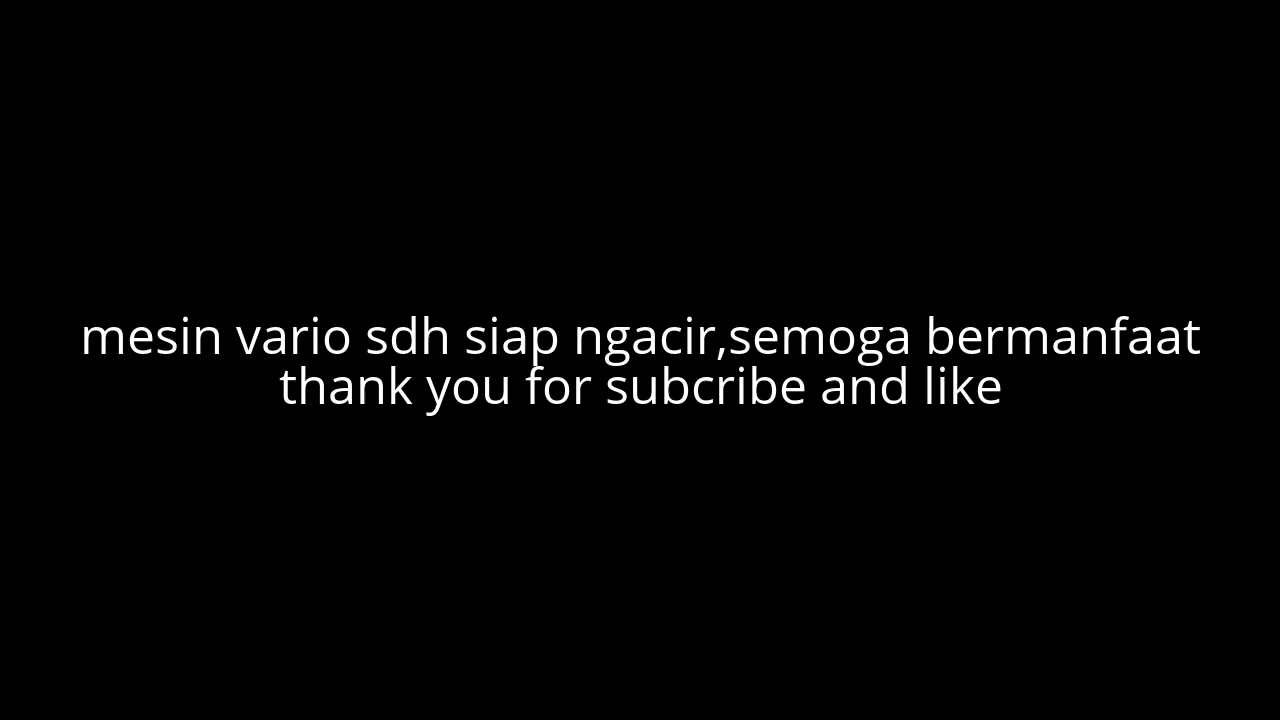 mesin vario sdh siap ngacir,semoga bermanfaat
thank you for subcribe and like